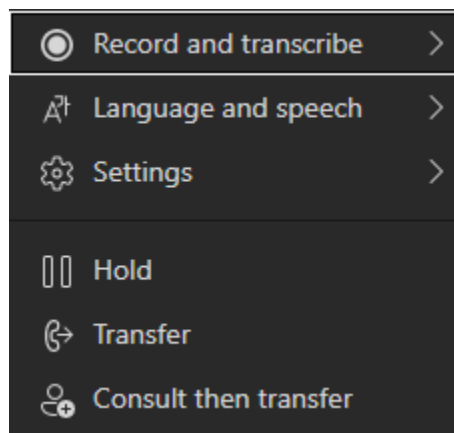 Record and transcribe
Language and speech
Settings
Hold
Transfer
Consult then transfer